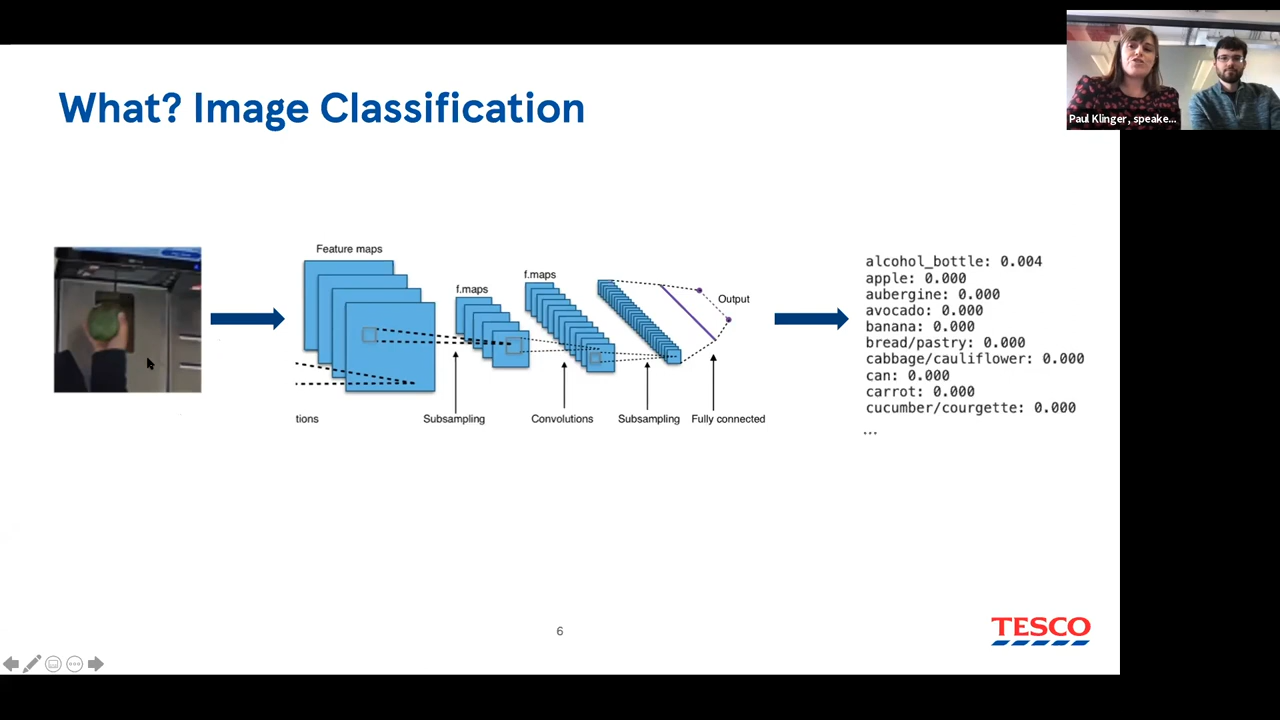 What? Image Classification
Paul Klinger, speake...
Feature maps
f.maps
f.maps
Output
tions
Subsampling
Convolutions
Subsampling
Fully connected
alcohol_bottle: 0.004
apple: 0.000
aubergine: 0.000
avocado: 0.000
banana: 0.000
bread/pastry: 0.000
cabbage/cauliflower: 0.000
can: 0.000
carrot: 0.000
cucumber/courgette: 0.000
...
6
TESCO